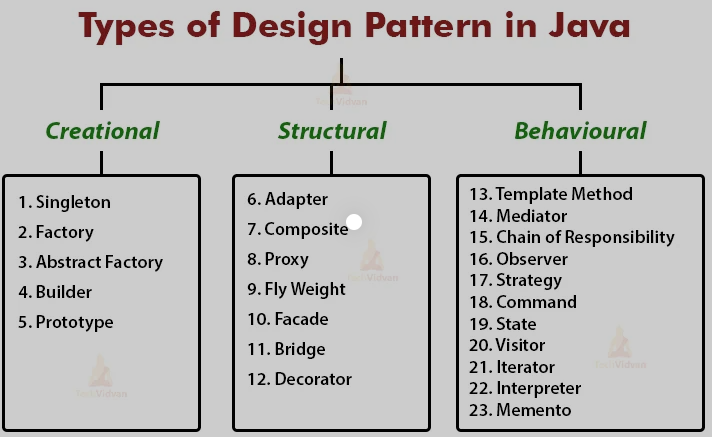 Types of Design Pattern in Java
Creational
Structural
Behavioural
1. Singleton
2. Factory
3. Abstract Factory
4. Builder
5. Prototype
6. Adapter
7. Composite
8. Proxy
9. Fly Weight
10. Facade
11. Bridge
12. Decorator
13. Template Method
14. Mediator
15. Chain of Responsibility
16. Observer
17. Strategy
18. Command
19. State
20. Visitor
21. Iterator
22. Interpreter
23. Memento
TechVidvan
TechVidvan
TechVidvan
TechVidvan